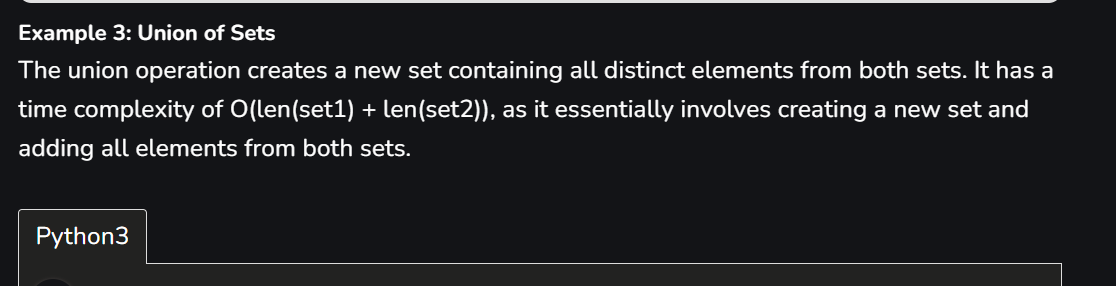 Example 3: Union of Sets
The union operation creates a new set containing all distinct elements from both sets. It has a
time complexity of O(len(set1) + len(set2)), as it essentially involves creating a new set and
adding all elements from both sets.
Python3